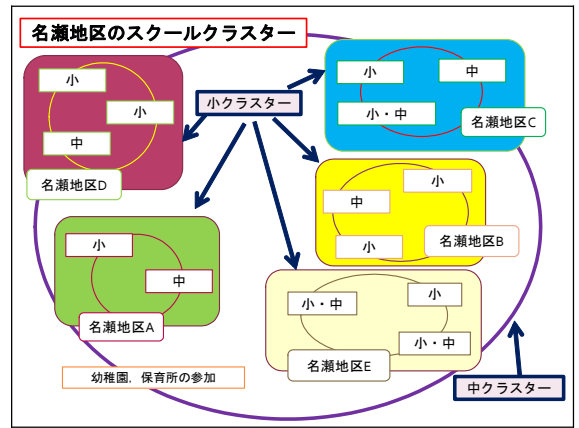 名瀬地区のスクールクラスター
小
小
中
名瀬地区D
小クラスター
小
中
小・中
名瀬地区C
小
中
小
名瀬地区B
小
中
名瀬地区A
小・中
小
小・中
名瀬地区E
幼稚園，保育所の参加
中クラスター